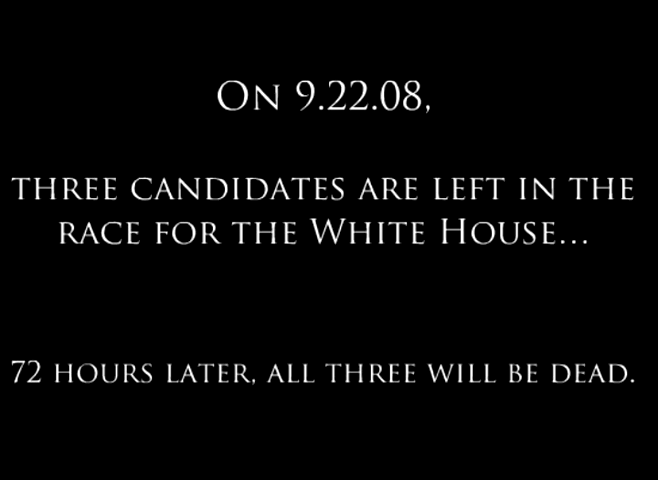 On 9.22.08,
three candidates are left in the
race for the White House...
72 hours later, all three will be dead.